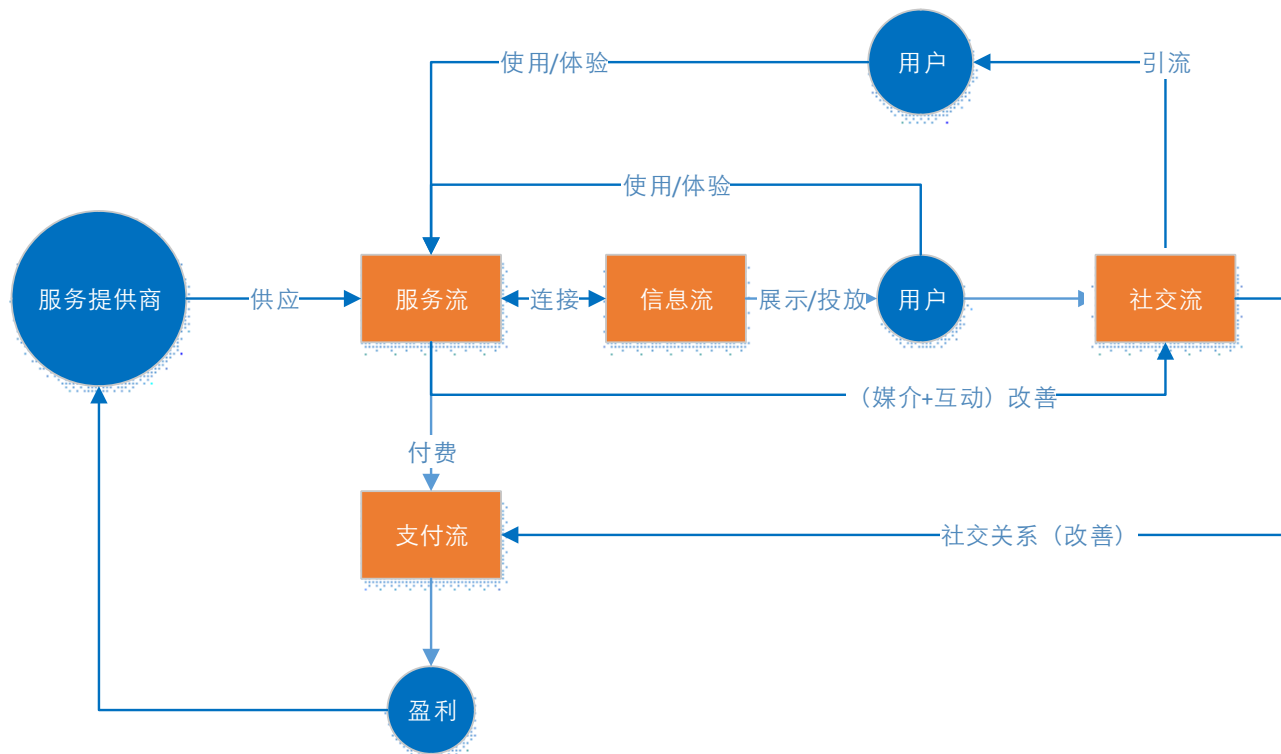 使用/体验
用户
引流
使用/体验
服务提供商
供应
服务流
连接
信息流
展示/投放
用户
社交流
（媒介+互动）改善
付费
支付流
社交关系（改善）
盈利